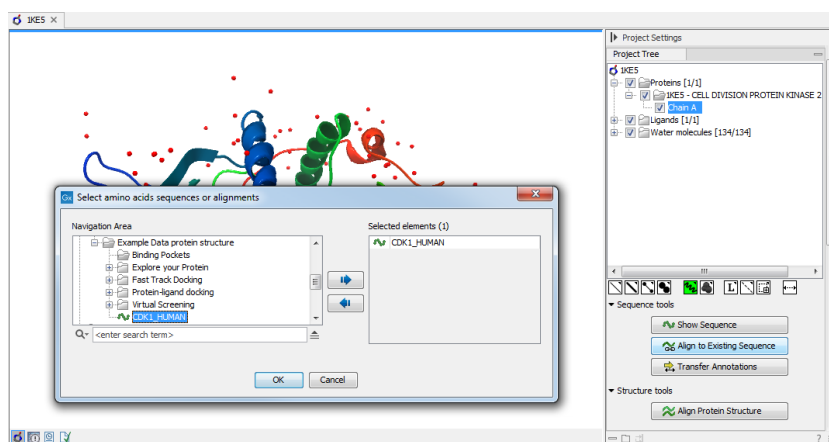 1KE5
Project Settings
Project Tree
1KE5
Proteins [1/1]
1KE5 - CELL DIVISION PROTEIN KINASE 2
Chain A
Ligands [1/1]
Water molecules [134/134]
Gx Select amino acids sequences or alignments
Navigation Area
Example Data protein structure
Binding Pockets
Explore your Protein
Fast Track Docking
Protein-ligand docking
Virtual Screening
CDK1_HUMAN
<enter search term>
Selected elements (1)
CDK1_HUMAN
OK
Cancel
L
Sequence tools
Show Sequence
Align to Existing Sequence
Transfer Annotations
Structure tools
Align Protein Structure
?